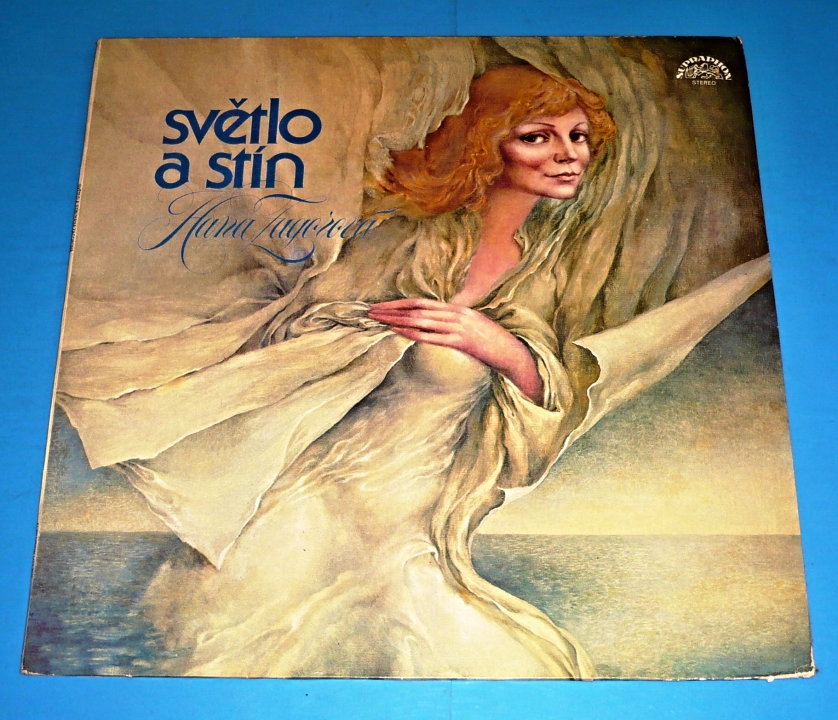 světlo
a stín
Hana Zagorová
SUPRAPHON
STEREO